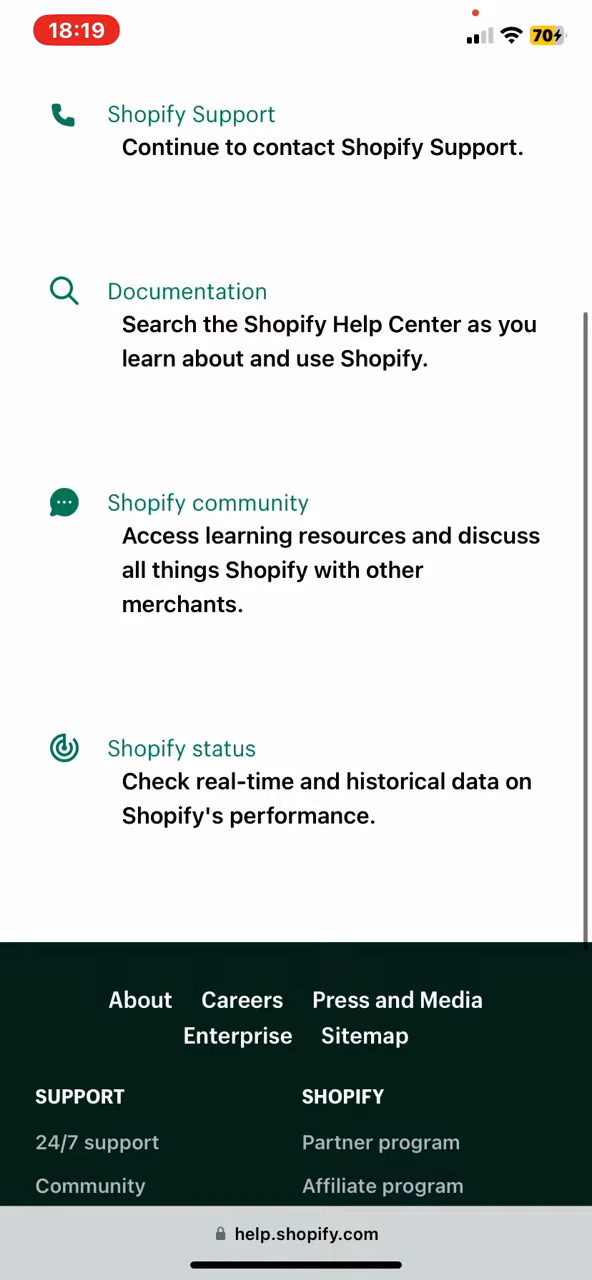 18:19
70
Shopify Support
Continue to contact Shopify Support.
Documentation
Search the Shopify Help Center as you
learn about and use Shopify.
Shopify community
Access learning resources and discuss
all things Shopify with other
merchants.
Shopify status
Check real-time and historical data on
Shopify's performance.
About Careers Press and Media
Enterprise Sitemap
SUPPORT SHOPIFY
24/7 support Partner program
Community Affiliate program
help.shopify.com